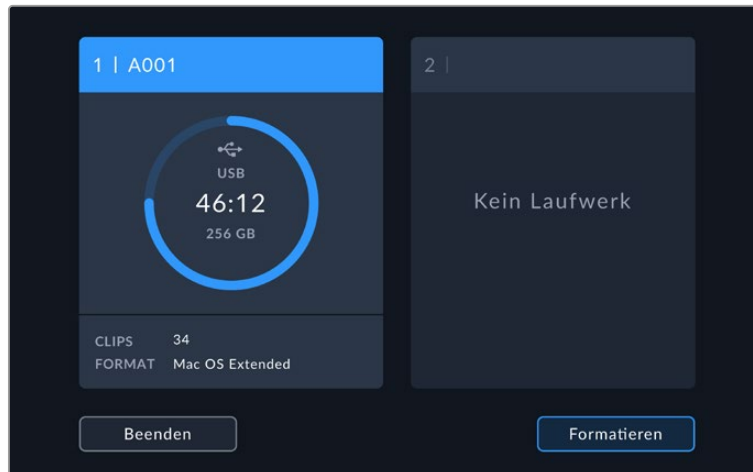 1 | A001
USB
46:12
256 GB
CLIPS 34
FORMAT Mac OS Extended
2 |
Kein Laufwerk
Beenden
Formatieren